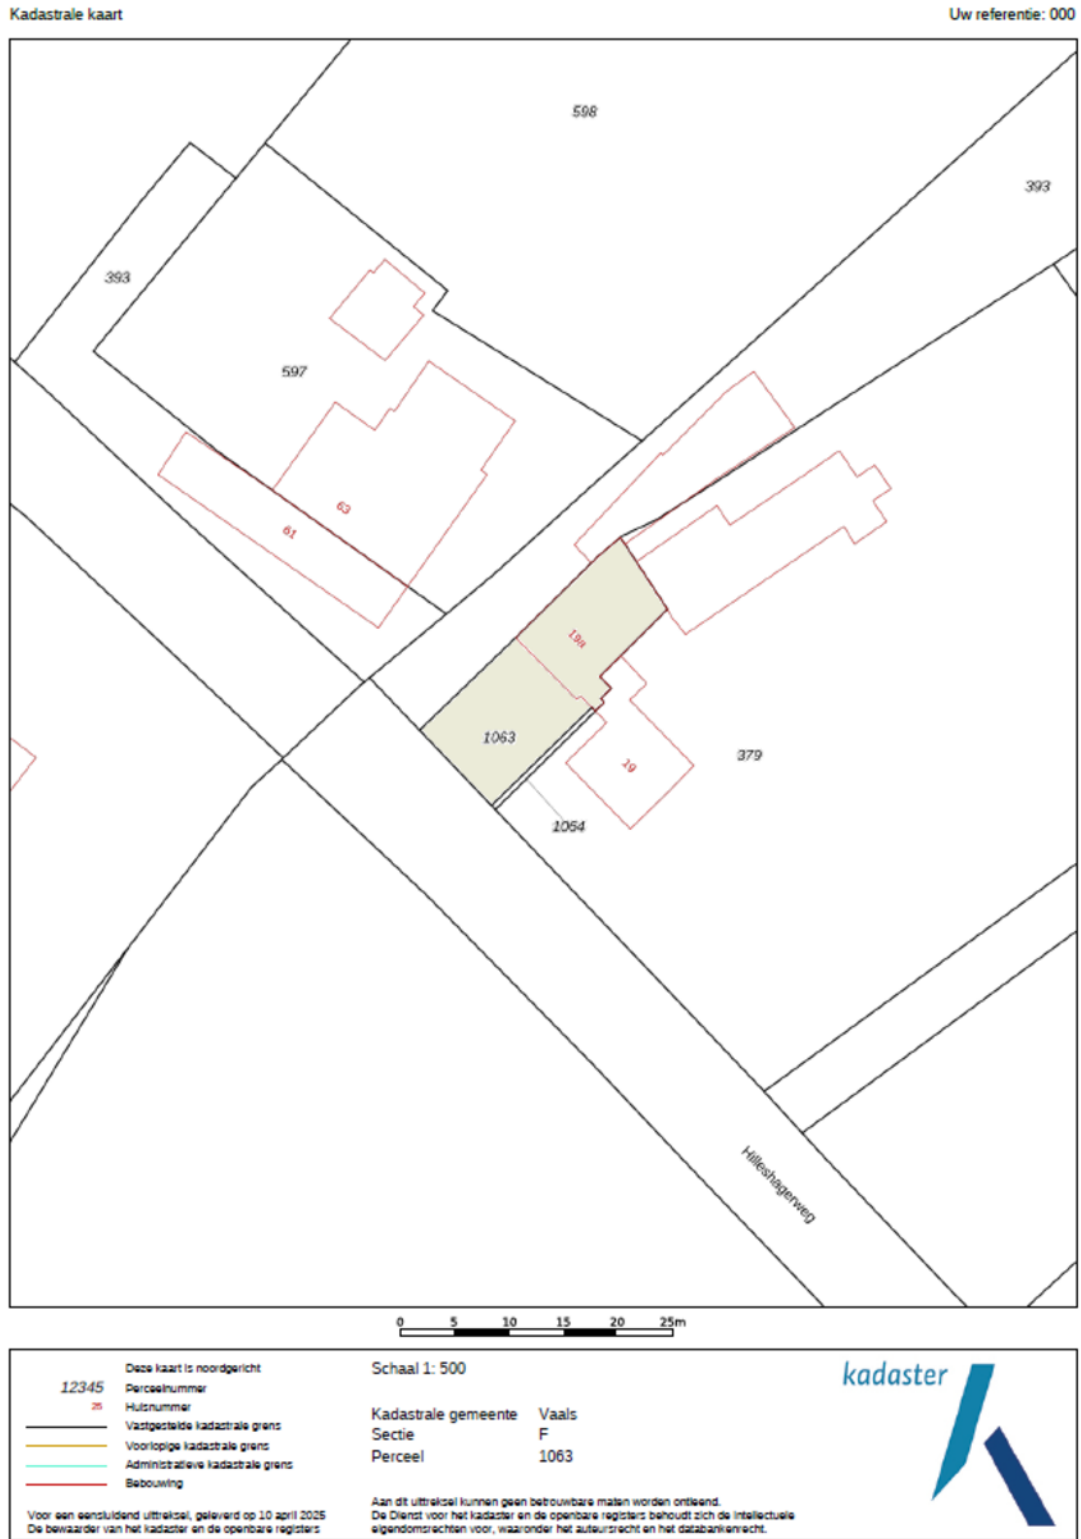 Kadastrale kaart
Uw referentie: 000
598
393
393
597
63
61
19a
1063
19
379
1064
Hilleshagerweg
0 5 10 15 20 25m
Deze kaart is noordgericht
12345 Perceelnummer
25 Huisnummer
Vastgestelde kadastrale grens
Voorlopige kadastrale grens
Administratieve kadastrale grens
Bebouwing
Voor een eensluidend uittreksel, geleverd op 10 april 2025
De bewaarder van het kadaster en de openbare registers
Schaal 1: 500
Kadastrale gemeente Vaals
Sectie F
Perceel 1063
Aan dit uittreksel kunnen geen betrouwbare maten worden ontleend.
De Dienst voor het kadaster en de openbare registers behoudt zich de intellectuele
eigendomsrechten voor, waaronder het auteursrecht en het databankenrecht.
kadaster